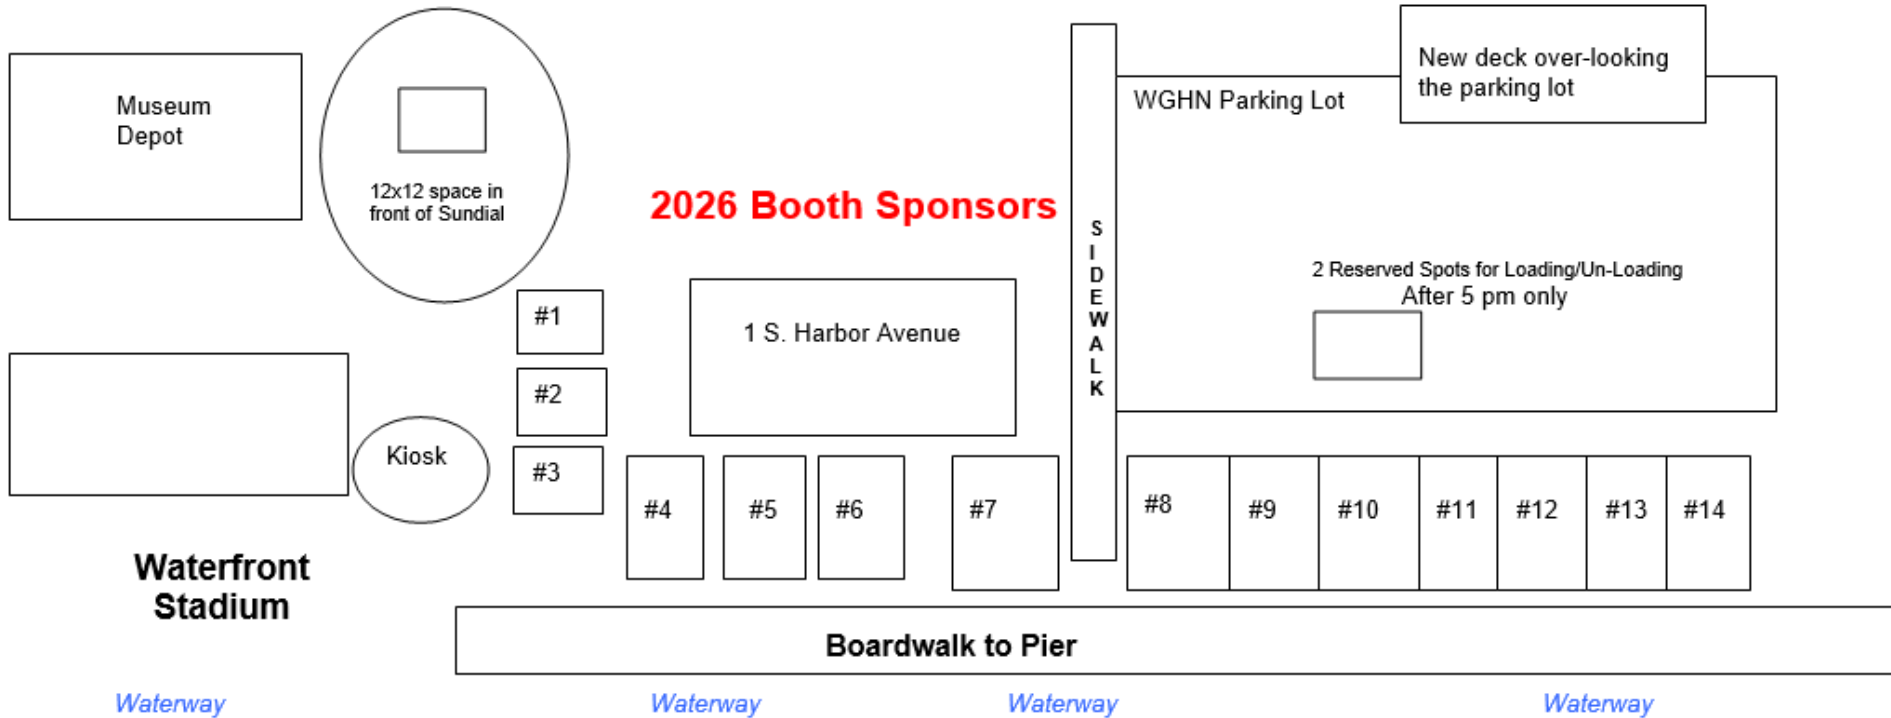 New deck over-looking
the parking lot
WGHN Parking Lot
Museum
Depot
12x12 space in
front of Sundial
2026 Booth Sponsors
SIDEWALK
2 Reserved Spots for Loading/Un-Loading
After 5 pm only
#1
1 S. Harbor Avenue
#2
Kiosk
#3
#4
#5
#6
#7
#8
#9
#10
#11
#12
#13
#14
Waterfront
Stadium
Boardwalk to Pier
Waterway
Waterway
Waterway
Waterway